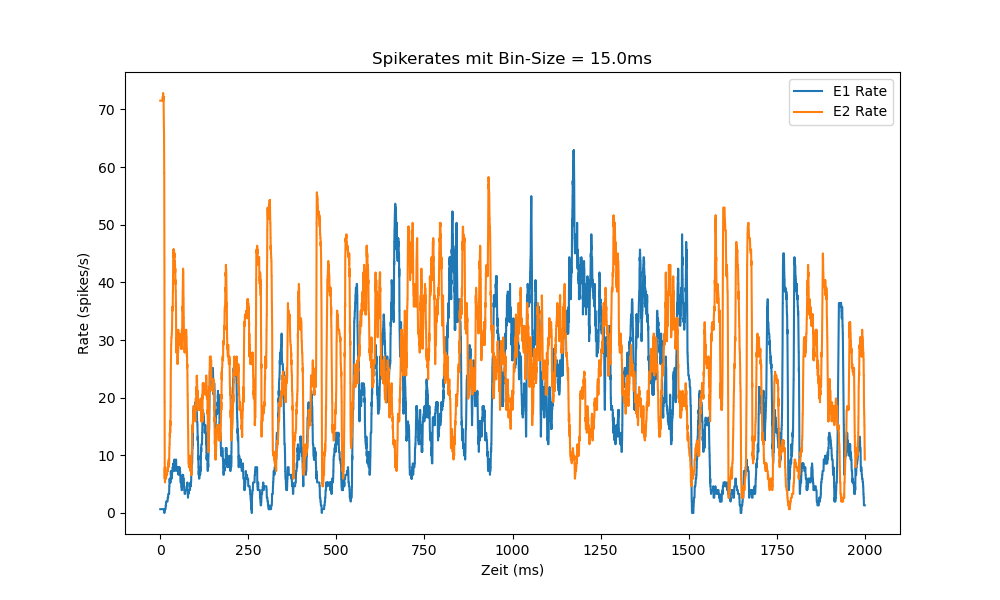 Spikerates mit Bin-Size = 15.0ms
E1 Rate
E2 Rate
Rate (spikes/s)
70
60
50
40
30
20
10
0
0 250 500 750 1000 1250 1500 1750 2000
Zeit (ms)